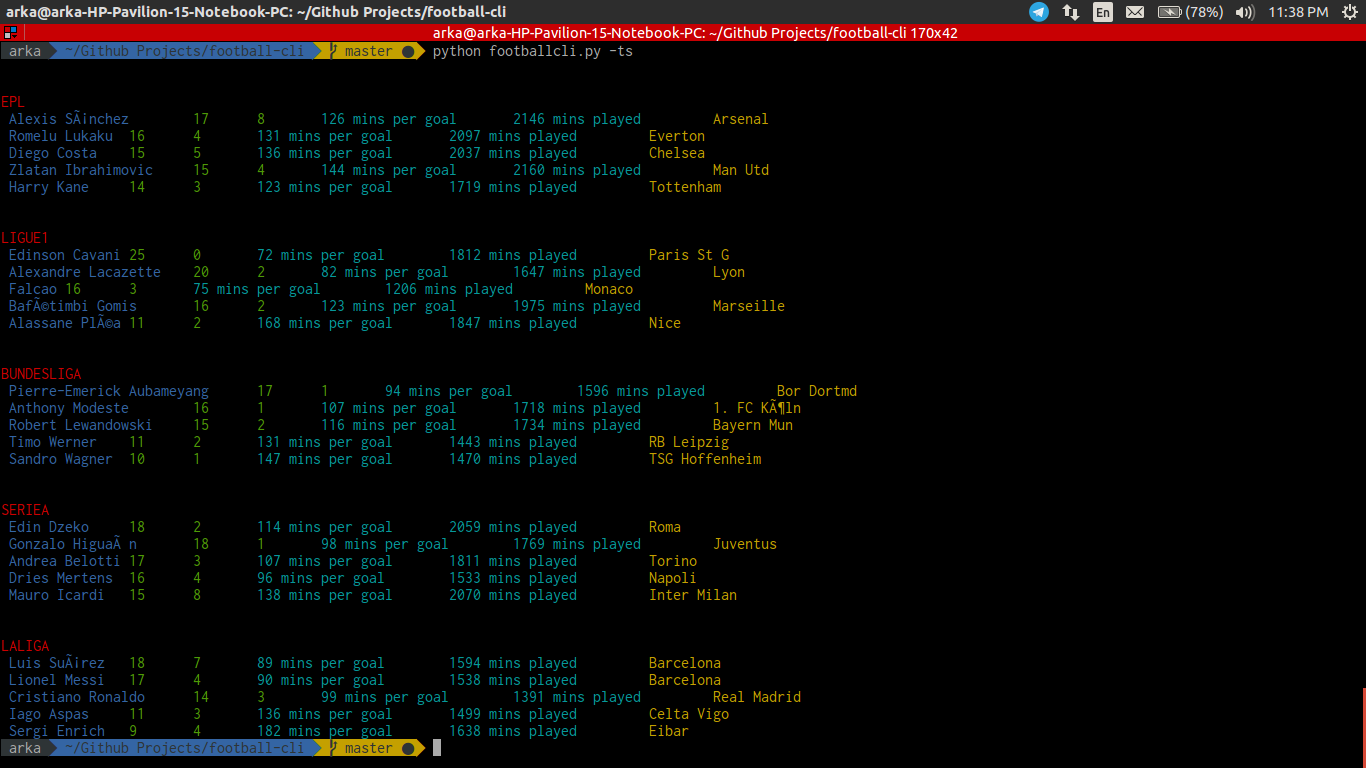 arka@arka-HP-Pavilion-15-Notebook-PC: ~/Github Projects/football-cli En (78%) 11:38 PM
arka@arka-HP-Pavilion-15-Notebook-PC: ~/Github Projects/football-cli 170x42
arka ~/Github Projects/football-cli master ● python footballcli.py -ts
EPL
Alexis SÃinchez 17 8 126 mins per goal 2146 mins played Arsenal
Romelu Lukaku 16 4 131 mins per goal 2097 mins played Everton
Diego Costa 15 5 136 mins per goal 2037 mins played Chelsea
Zlatan Ibrahimovic 15 4 144 mins per goal 2160 mins played Man Utd
Harry Kane 14 3 123 mins per goal 1719 mins played Tottenham
LIGUE1
Edinson Cavani 25 0 72 mins per goal 1812 mins played Paris St G
Alexandre Lacazette 20 2 82 mins per goal 1647 mins played Lyon
Falcao 16 3 75 mins per goal 1206 mins played Monaco
BafÃ©timbi Gomis 16 2 123 mins per goal 1975 mins played Marseille
Alassane PlÃ©a 11 2 168 mins per goal 1847 mins played Nice
BUNDESLIGA
Pierre-Emerick Aubameyang 17 1 94 mins per goal 1596 mins played Bor Dortmd
Anthony Modeste 16 1 107 mins per goal 1718 mins played 1. FC KÃ¶ln
Robert Lewandowski 15 2 116 mins per goal 1734 mins played Bayern Mun
Timo Werner 11 2 131 mins per goal 1443 mins played RB Leipzig
Sandro Wagner 10 1 147 mins per goal 1470 mins played TSG Hoffenheim
SERIEA
Edin Dzeko 18 2 114 mins per goal 2059 mins played Roma
Gonzalo HiguaÃ n 18 1 98 mins per goal 1769 mins played Juventus
Andrea Belotti 17 3 107 mins per goal 1811 mins played Torino
Dries Mertens 16 4 96 mins per goal 1533 mins played Napoli
Mauro Icardi 15 8 138 mins per goal 2070 mins played Inter Milan
LALIGA
Luis SuÃirez 18 7 89 mins per goal 1594 mins played Barcelona
Lionel Messi 17 4 90 mins per goal 1538 mins played Barcelona
Cristiano Ronaldo 14 3 99 mins per goal 1391 mins played Real Madrid
Iago Aspas 11 3 136 mins per goal 1499 mins played Celta Vigo
Sergi Enrich 9 4 182 mins per goal 1638 mins played Eibar
arka ~/Github Projects/football-cli master ●